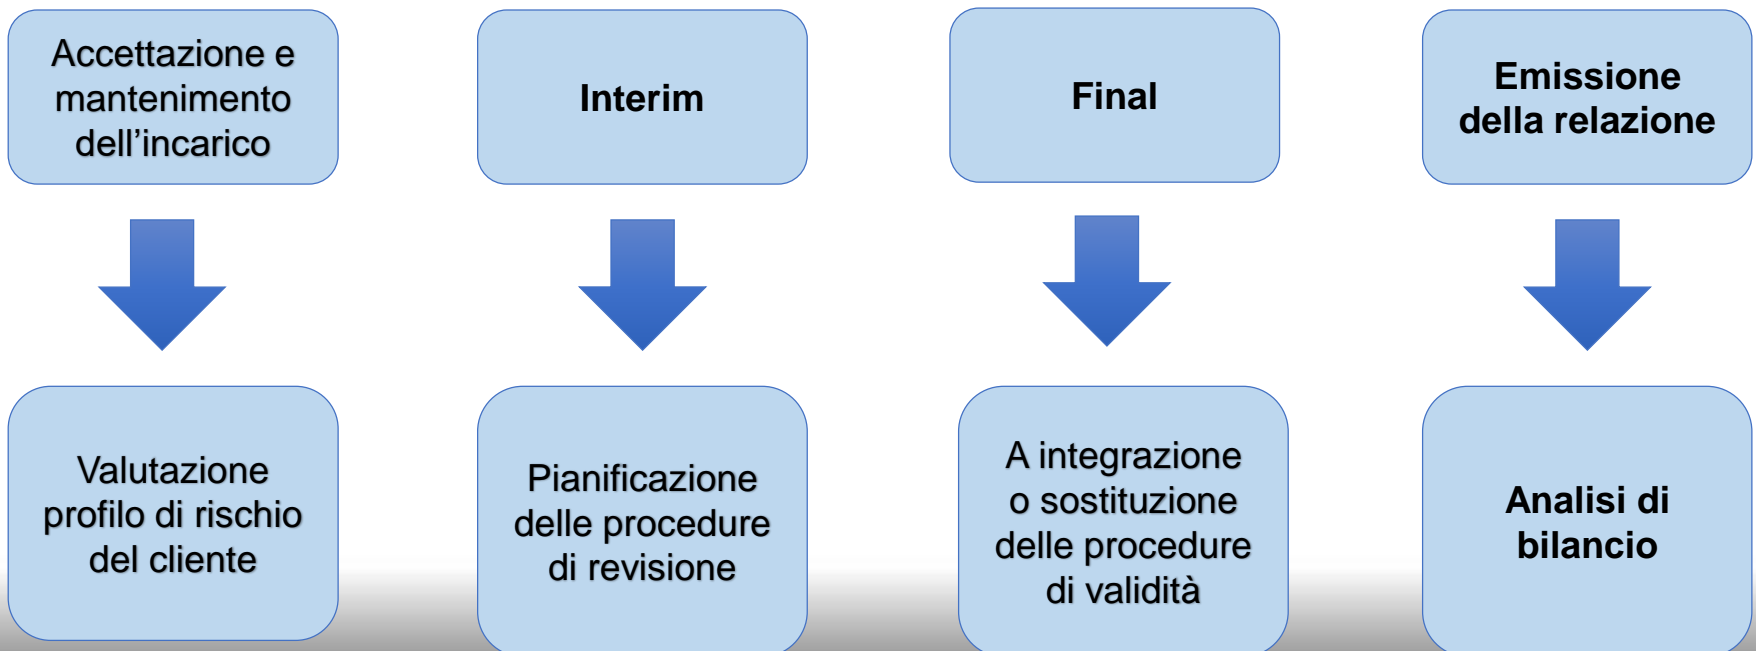 Accettazione e
mantenimento
dell’incarico
Interim
Final
Emissione
della relazione
Valutazione
profilo di rischio
del cliente
Pianificazione
delle procedure
di revisione
A integrazione
o sostituzione
delle procedure
di validità
Analisi di
bilancio